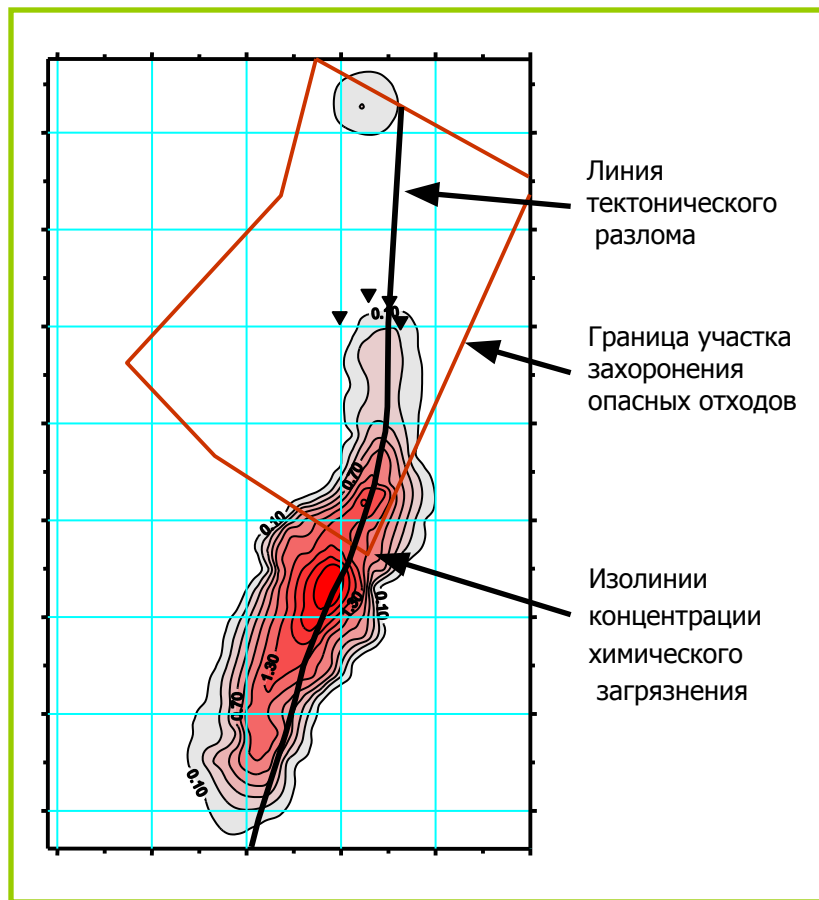 Линия
тектонического
разлома
0.10
Граница участка
захоронения
опасных отходов
0.70
0.10
Изолинии
концентрации
химического
загрязнения
0.10
1.30
1.30
0.70
0.10